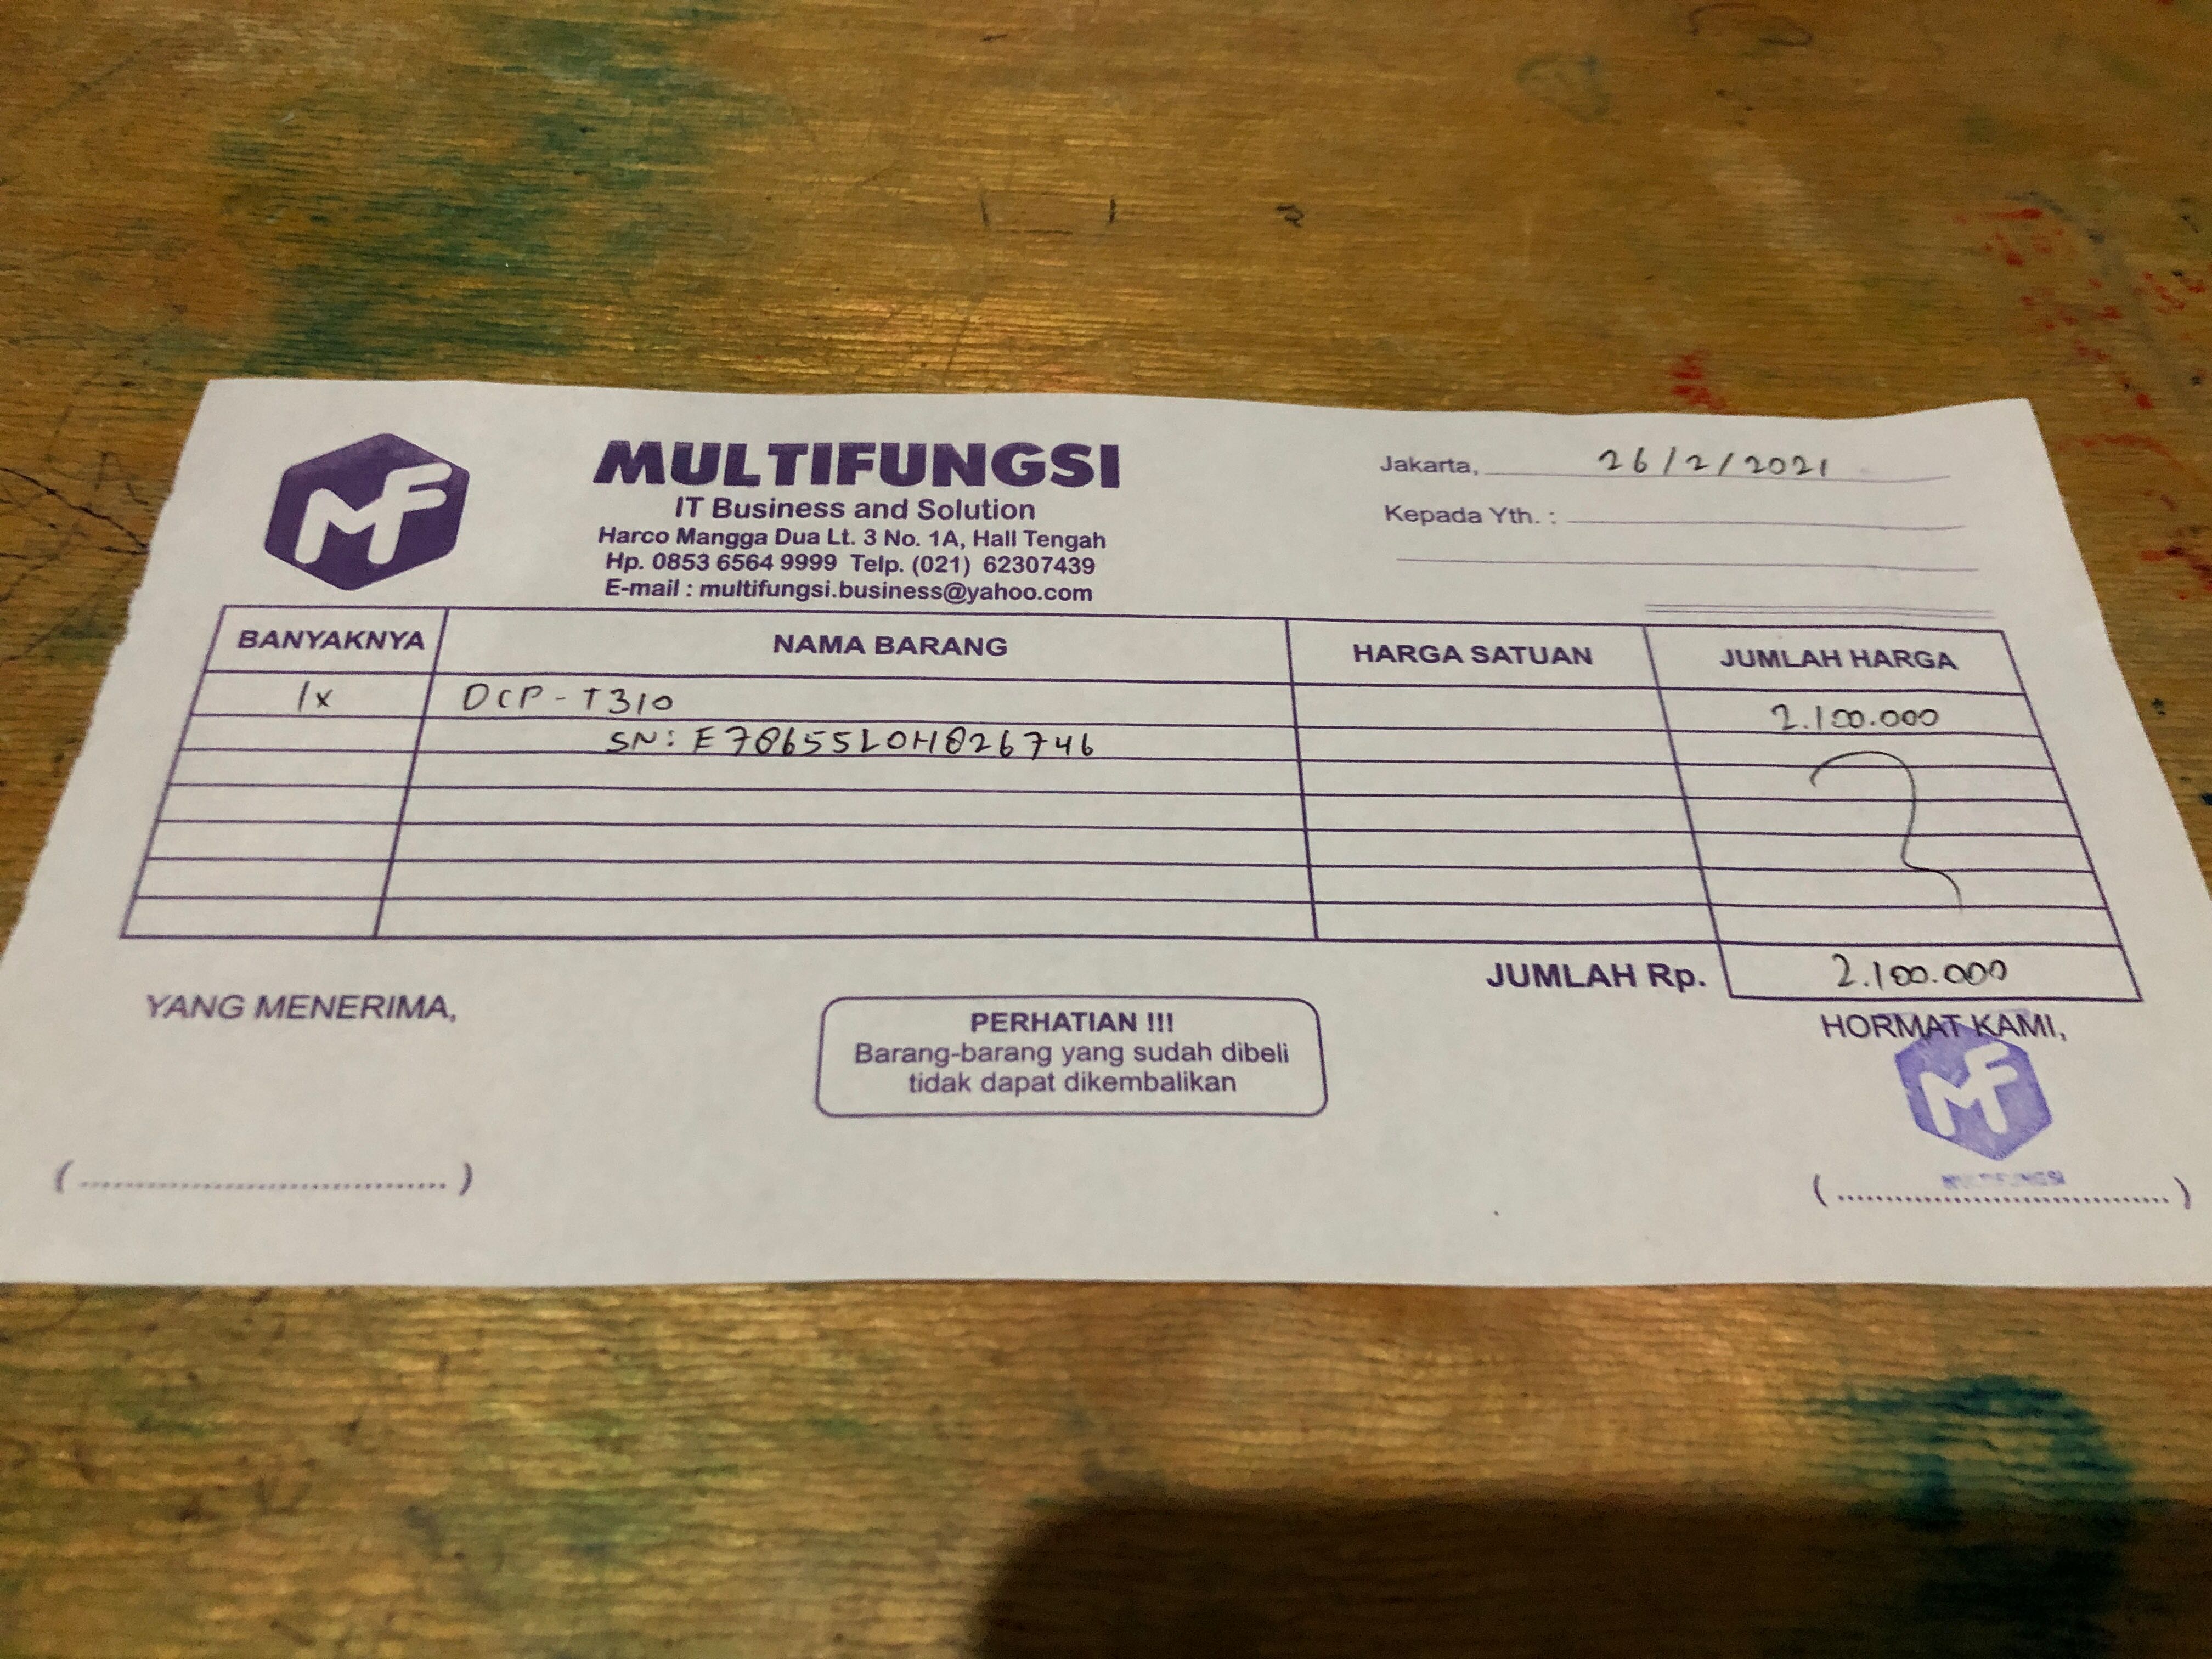 MF
MULTIFUNGSI
IT Business and Solution
Harco Mangga Dua Lt. 3 No. 1A, Hall Tengah
Hp. 0853 6564 9999 Telp. (021) 62307439
E-mail : multifungsi.business@yahoo.com
Jakarta, 26/2/2021
Kepada Yth. :
BANYAKNYA NAMA BARANG HARGA SATUAN JUMLAH HARGA
1x DCP-T310 2.100.000
SN: E78655L0H826746
JUMLAH Rp. 2.100.000
YANG MENERIMA,
PERHATIAN !!!
Barang-barang yang sudah dibeli
tidak dapat dikembalikan
HORMAT KAMI,
MF
MULTIFUNGSI
(....................................)
(....................................)